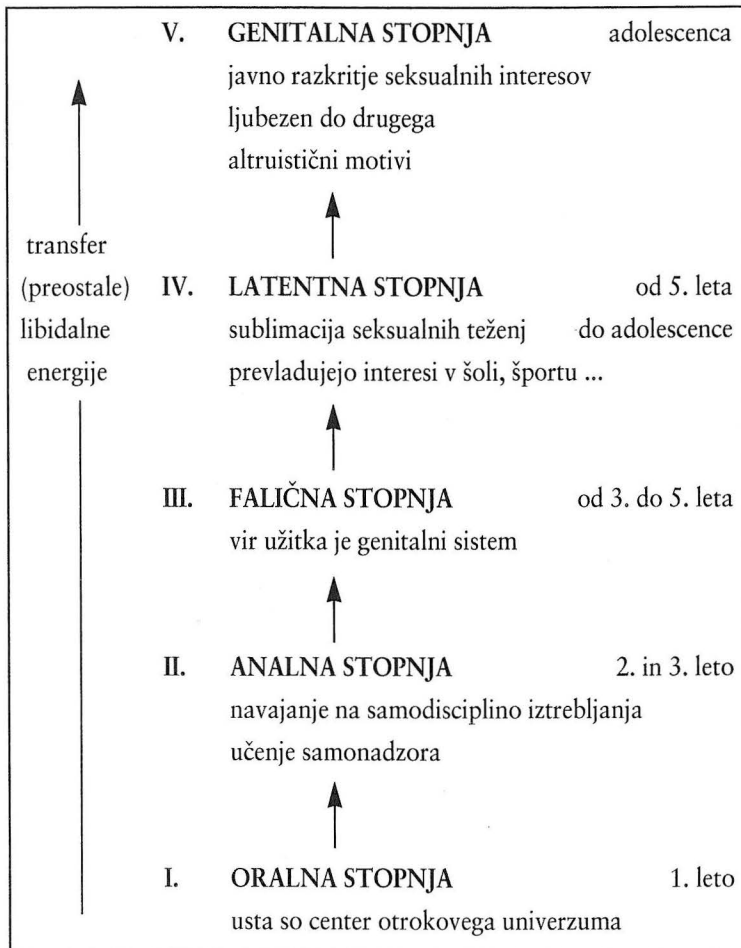 V. GENITALNA STOPNJA adolescenca
javno razkritje seksualnih interesov
ljubezen do drugega
altruistični motivi
transfer
(preostale)
libidalne
energije
IV. LATENTNA STOPNJA od 5. leta
sublimacija seksualnih teženj do adolescence
prevladujejo interesi v šoli, športu ...
III. FALIČNA STOPNJA od 3. do 5. leta
vir užitka je genitalni sistem
II. ANALNA STOPNJA 2. in 3. leto
navajanje na samodisciplino iztrebljanja
učenje samonadzora
I. ORALNA STOPNJA 1. leto
usta so center otrokovega univerzuma